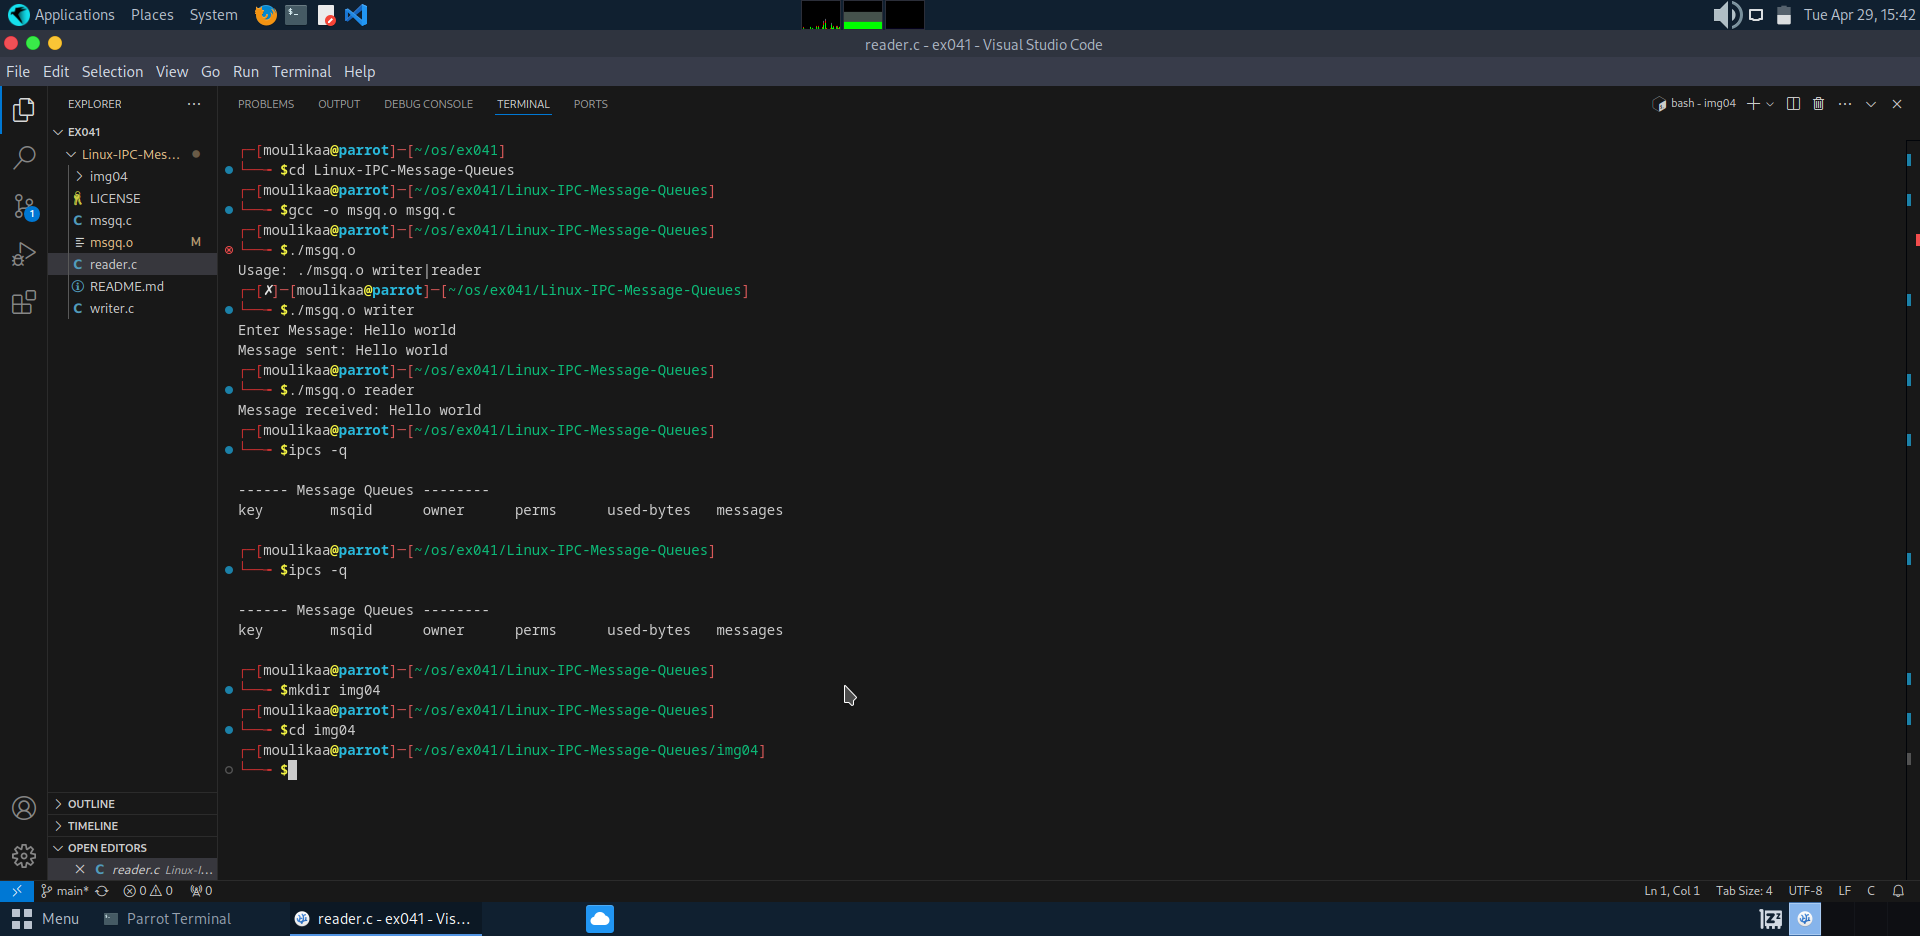 Applications Places System Tue Apr 29, 15:42
reader.c - ex041 - Visual Studio Code
File Edit Selection View Go Run Terminal Help
EXPLORER ···
EX041
Linux-IPC-Mes...
img04
LICENSE
C msgq.c
msgq.o M
C reader.c
README.md
C writer.c
1
OUTLINE
TIMELINE
OPEN EDITORS
C reader.c Linux-I...
PROBLEMS OUTPUT DEBUG CONSOLE TERMINAL PORTS bash - img04
┌─[moulikaa@parrot]─[~/os/ex041]
└──╼ $cd Linux-IPC-Message-Queues
┌─[moulikaa@parrot]─[~/os/ex041/Linux-IPC-Message-Queues]
└──╼ $gcc -o msgq.o msgq.c
┌─[moulikaa@parrot]─[~/os/ex041/Linux-IPC-Message-Queues]
└──╼ $./msgq.o
Usage: ./msgq.o writer|reader
┌─[✗]─[moulikaa@parrot]─[~/os/ex041/Linux-IPC-Message-Queues]
└──╼ $./msgq.o writer
Enter Message: Hello world
Message sent: Hello world
┌─[moulikaa@parrot]─[~/os/ex041/Linux-IPC-Message-Queues]
└──╼ $./msgq.o reader
Message received: Hello world
┌─[moulikaa@parrot]─[~/os/ex041/Linux-IPC-Message-Queues]
└──╼ $ipcs -q
------ Message Queues --------
key msqid owner perms used-bytes messages
┌─[moulikaa@parrot]─[~/os/ex041/Linux-IPC-Message-Queues]
└──╼ $ipcs -q
------ Message Queues --------
key msqid owner perms used-bytes messages
┌─[moulikaa@parrot]─[~/os/ex041/Linux-IPC-Message-Queues]
└──╼ $mkdir img04
┌─[moulikaa@parrot]─[~/os/ex041/Linux-IPC-Message-Queues]
└──╼ $cd img04
┌─[moulikaa@parrot]─[~/os/ex041/Linux-IPC-Message-Queues/img04]
└──╼ $
main* 0 0 0 Ln 1, Col 1 Tab Size: 4 UTF-8 LF C
Menu Parrot Terminal reader.c - ex041 - Vis...